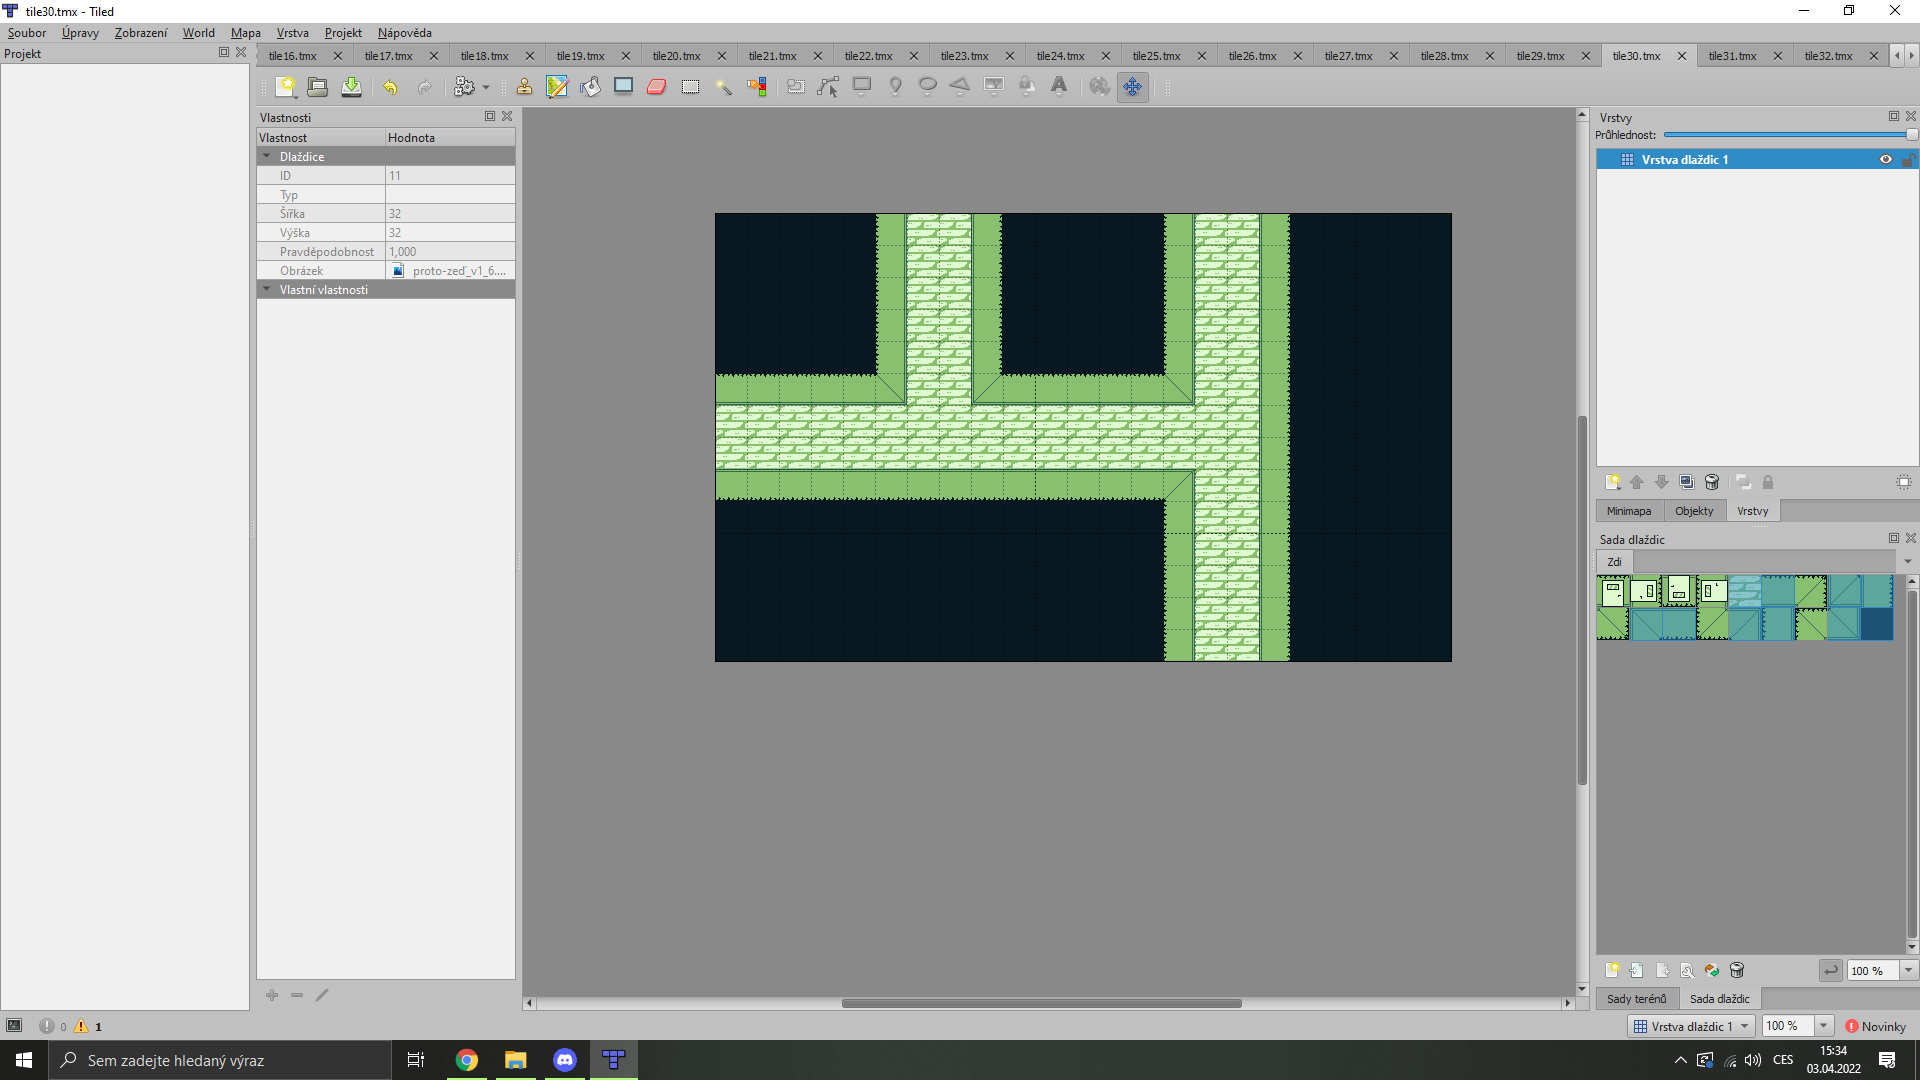 tile30.tmx - Tiled
Soubor Úpravy Zobrazení World Mapa Vrstva Projekt Nápověda
Projekt
tile16.tmx tile17.tmx tile18.tmx tile19.tmx tile20.tmx tile21.tmx tile22.tmx tile23.tmx tile24.tmx tile25.tmx tile26.tmx tile27.tmx tile28.tmx tile29.tmx tile30.tmx tile31.tmx tile32.tmx
Vlastnosti
Vlastnost Hodnota
Dlaždice
ID 11
Typ
Šířka 32
Výška 32
Pravděpodobnost 1,000
Obrázek proto-zeď_v1_6....
Vlastní vlastnosti
Vrstvy
Průhlednost:
Vrstva dlaždic 1
Minimapa Objekty Vrstvy
Sada dlaždic
Zdi
100 %
Sady terénů Sada dlaždic
0 1
Vrstva dlaždic 1 100 % Novinky
Sem zadejte hledaný výraz
CES
15:34
03.04.2022